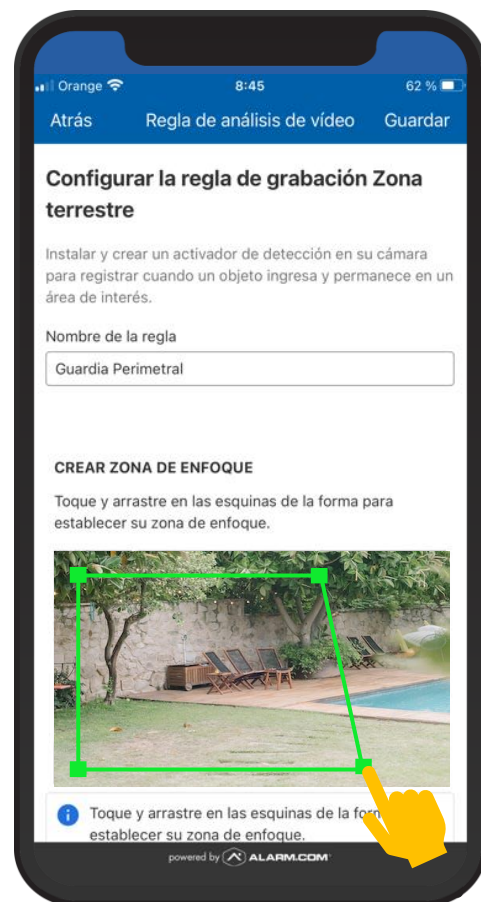 Orange 8:45 62 %
Atrás Regla de análisis de vídeo Guardar
Configurar la regla de grabación Zona
terrestre
Instalar y crear un activador de detección en su cámara
para registrar cuando un objeto ingresa y permanece en un
área de interés.
Nombre de la regla
Guardia Perimetral
CREAR ZONA DE ENFOQUE
Toque y arrastre en las esquinas de la forma para
establecer su zona de enfoque.
Toque y arrastre en las esquinas de la
establecer su zona de enfoque.
powered by ALARM.COM